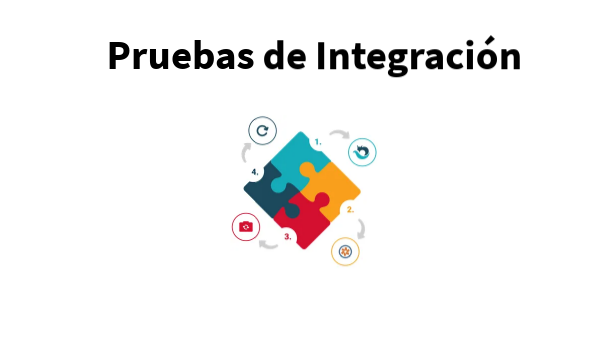 Pruebas de Integración
1.
4.
2.
3.